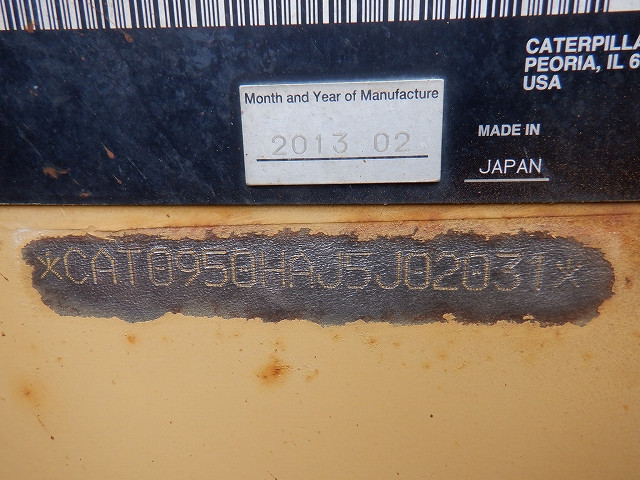 CATERPILLA
PEORIA, IL 6
USA
Month and Year of Manufacture
2013 02
MADE IN
JAPAN
*CAT0950HAJ5J02031*